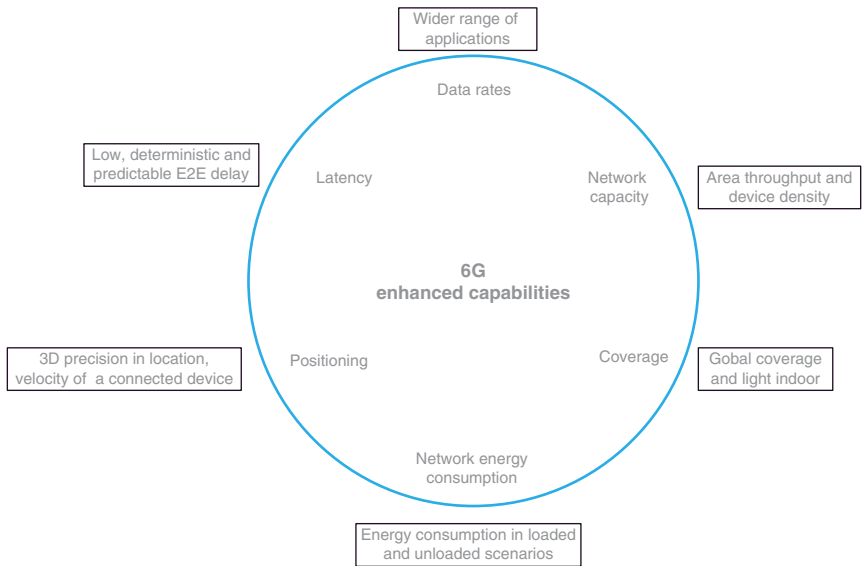 Wider range of
applications
Data rates
Low, deterministic and
predictable E2E delay
Latency
Network
capacity
Area throughput and
device density
6G
enhanced capabilities
3D precision in location,
velocity of a connected device
Positioning
Coverage
Gobal coverage
and light indoor
Network energy
consumption
Energy consumption in loaded
and unloaded scenarios